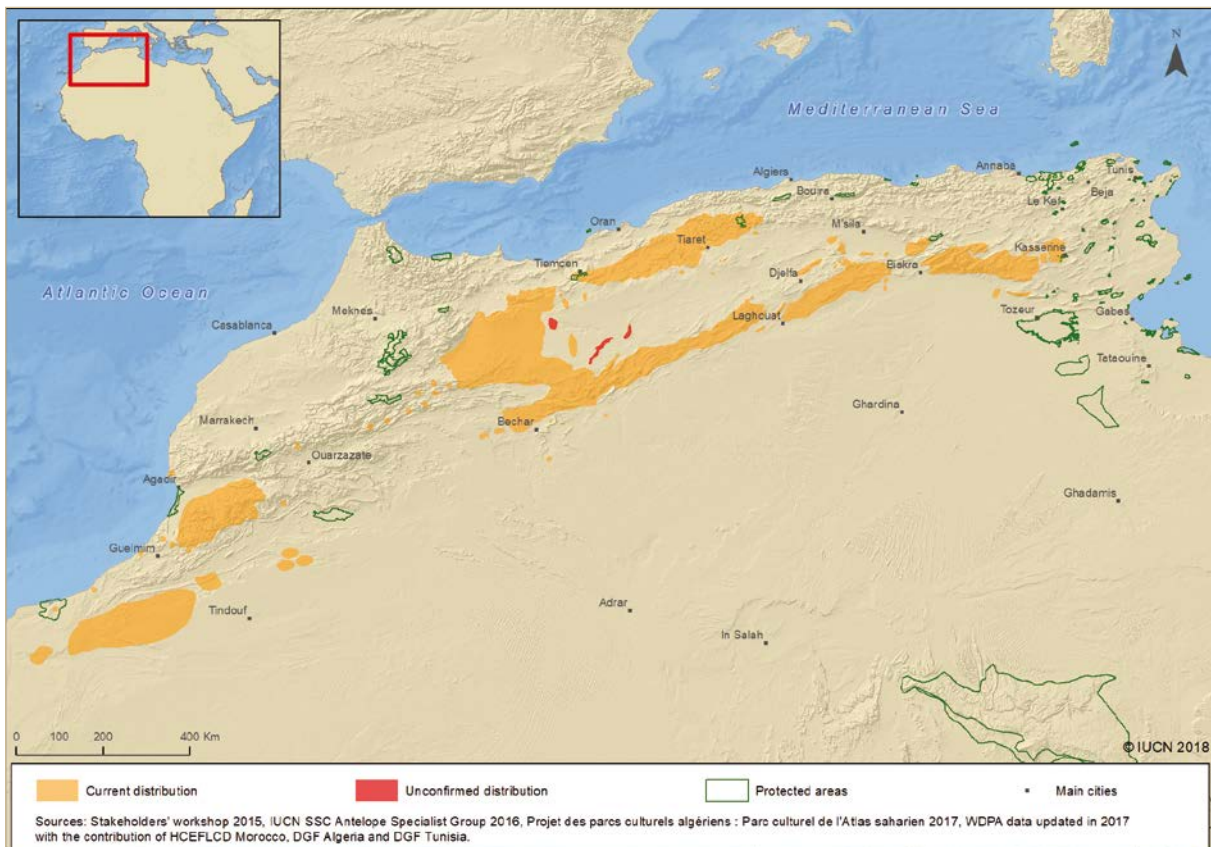 N
Mediterranean Sea
Annaba
Algiers
Tunis
Bouira
Beja
Le Kef
Oran
M'sila
Tiaret
Kasserine
Tlemcen
Djelfa
Biskra
Atlantic Ocean
Meknes
Laghouat
Tozeur
Gabes
Casablanca
Tataouine
Ghardina
Marrakech
Bechar
Ouarzazate
Agadir
Ghadamis
Guelmim
Tindouf
Adrar
In Salah
0 100 200 400 Km
© IUCN 2018
Current distribution
Unconfirmed distribution
Protected areas
Main cities
Sources: Stakeholders' workshop 2015, IUCN SSC Antelope Specialist Group 2016, Projet des parcs culturels algériens : Parc culturel de l'Atlas saharien 2017, WDPA data updated in 2017
with the contribution of HCEFLCD Morocco, DGF Algeria and DGF Tunisia.